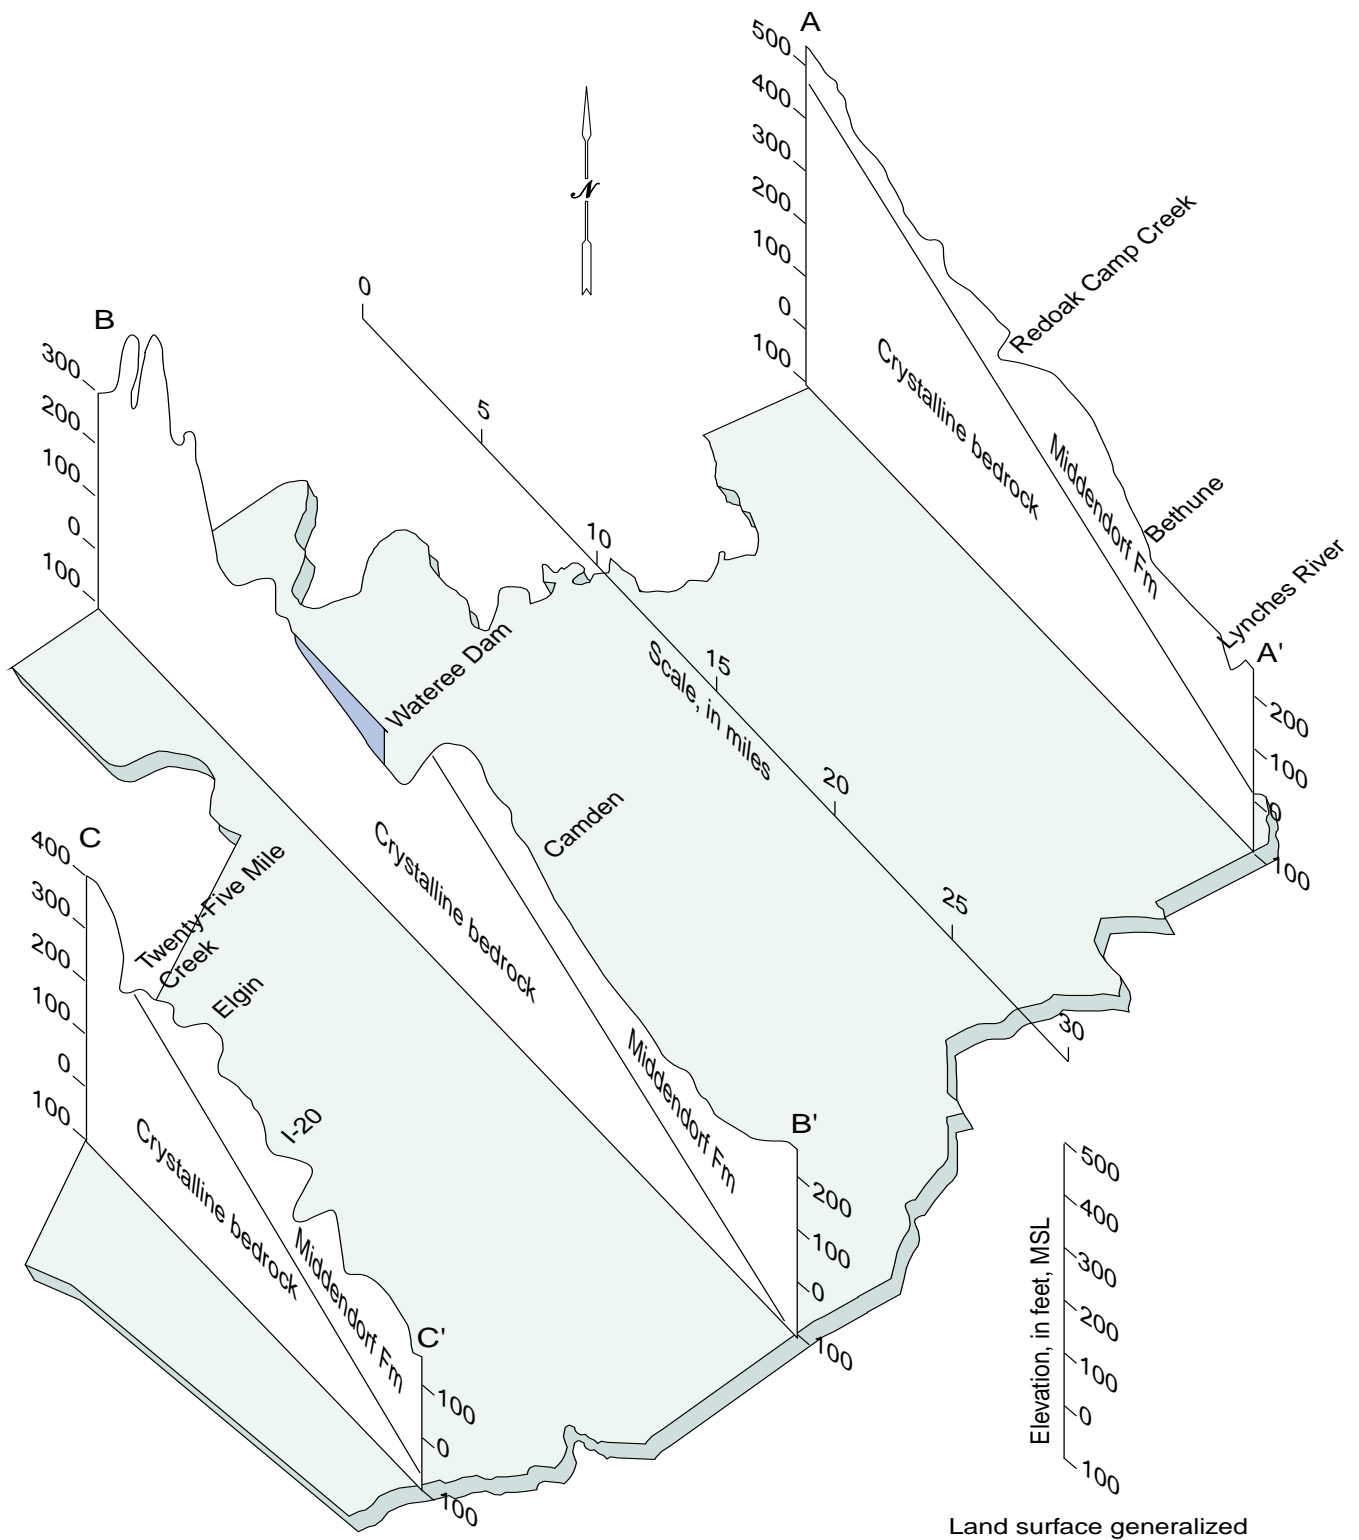 A
500
400
300
200
100
0
100
Redoak Camp Creek
Crystalline bedrock
Middendorf Fm
Bethune
Lynches River
A'
200
100
0
100
N
0
5
10
15
20
25
30
Scale, in miles
B
300
200
100
0
100
Wateree Dam
Camden
Crystalline bedrock
Middendorf Fm
B'
200
100
0
100
C
400
300
200
100
0
100
Twenty-Five Mile
Creek
Elgin
I-20
Crystalline bedrock
Middendorf Fm
C'
100
0
100
Elevation, in feet, MSL
500
400
300
200
100
0
100
Land surface generalized